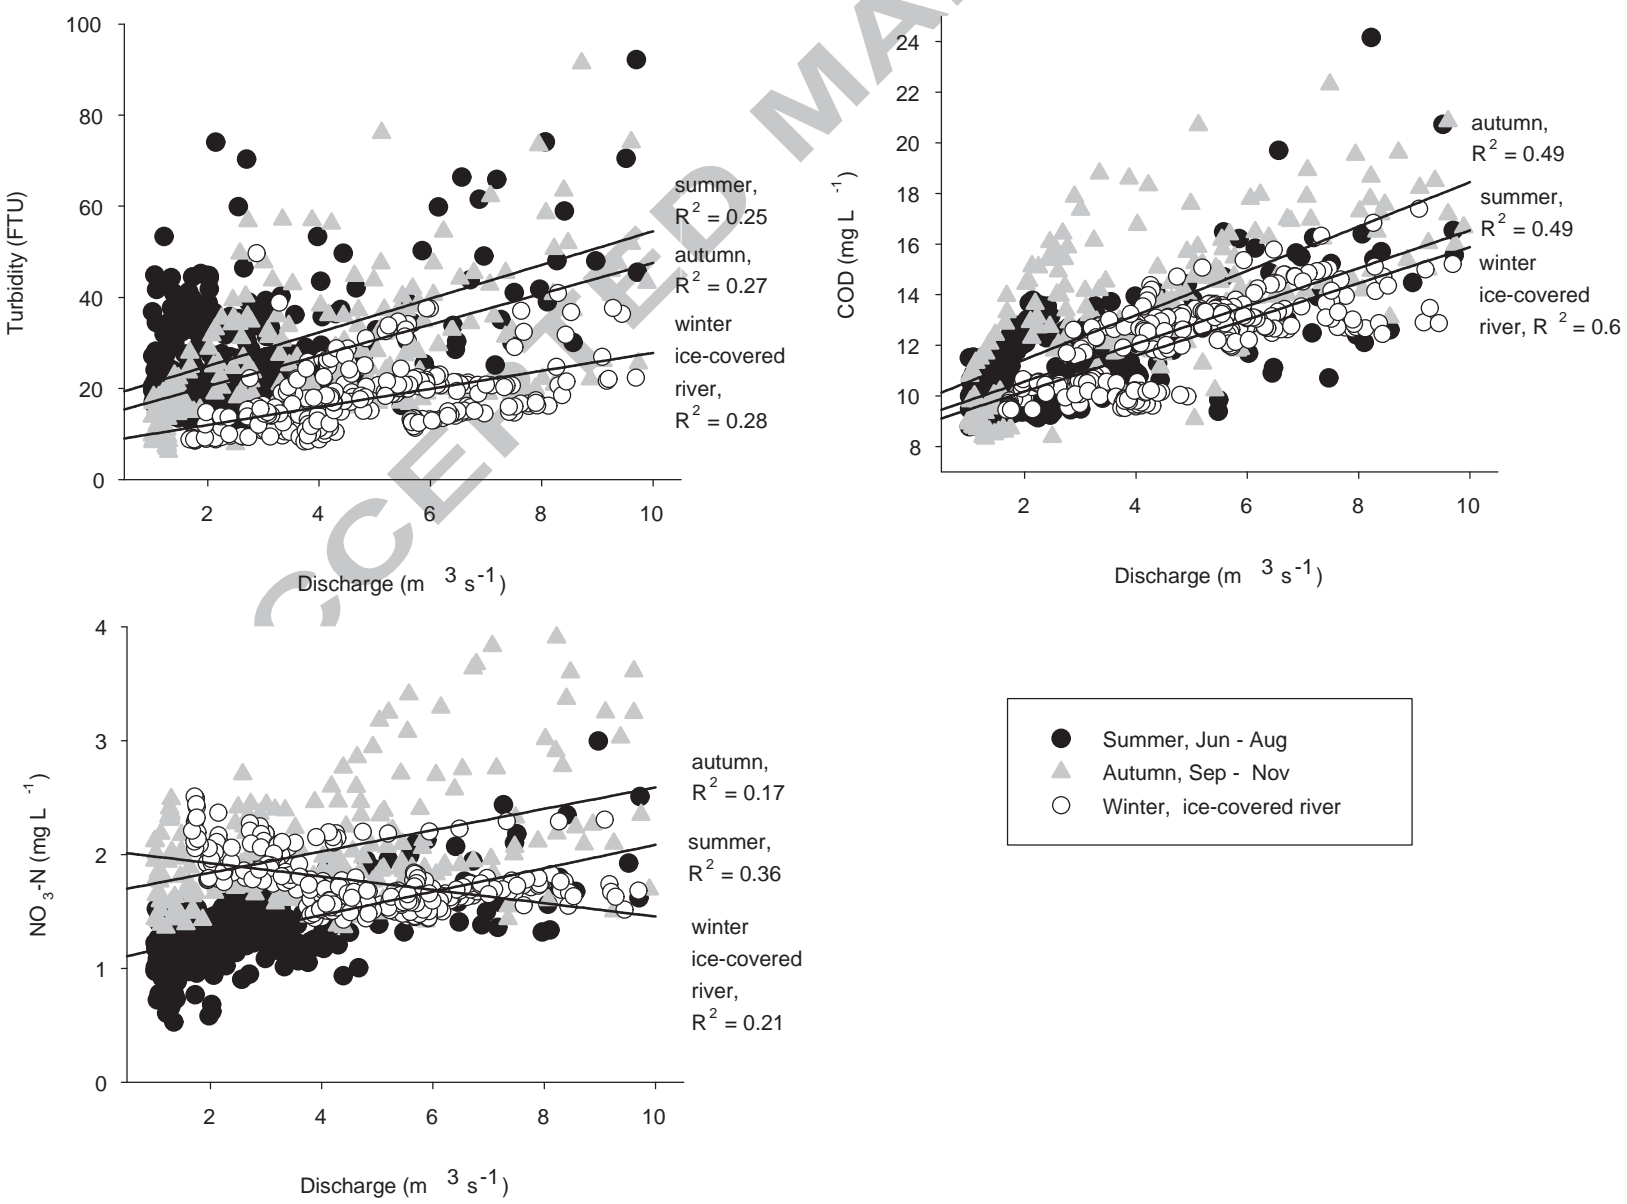 CCEPTED MA
100
80
60
40
20
0
Turbidity (FTU)
2 4 6 8 10
Discharge (m 3 s-1)
summer,
R2 = 0.25
autumn,
R2 = 0.27
winter
ice-covered
river,
R2 = 0.28
24
22
20
18
16
14
12
10
8
COD (mg L -1)
2 4 6 8 10
Discharge (m 3 s-1)
autumn,
R2 = 0.49
summer,
R2 = 0.49
winter
ice-covered
river, R2 = 0.6
4
3
2
1
0
NO3-N (mg L -1)
2 4 6 8 10
Discharge (m 3 s-1)
autumn,
R2 = 0.17
summer,
R2 = 0.36
winter
ice-covered
river,
R2 = 0.21
Summer, Jun - Aug
Autumn, Sep - Nov
Winter, ice-covered river